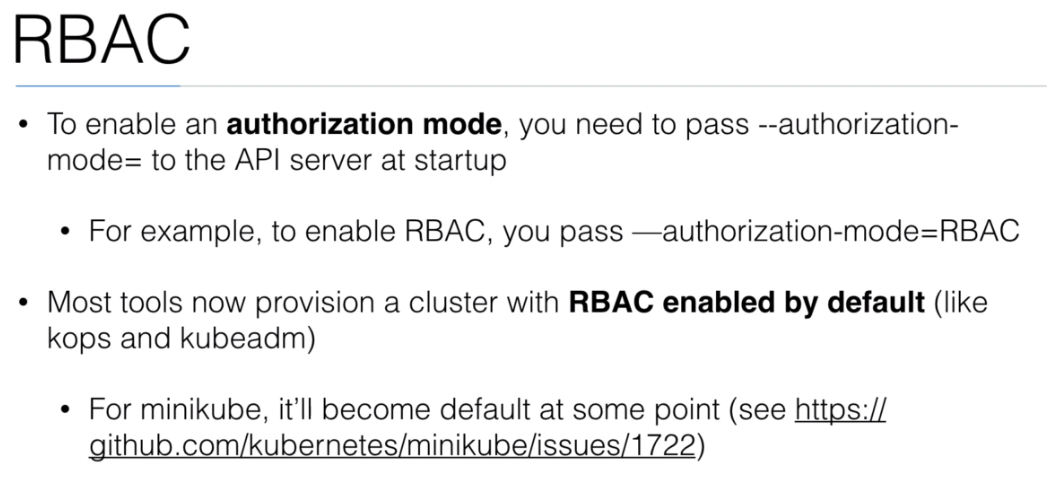 RBAC
• To enable an authorization mode, you need to pass --authorization-
mode= to the API server at startup
• For example, to enable RBAC, you pass —authorization-mode=RBAC
• Most tools now provision a cluster with RBAC enabled by default (like
kops and kubeadm)
• For minikube, it’ll become default at some point (see https://
github.com/kubernetes/minikube/issues/1722)